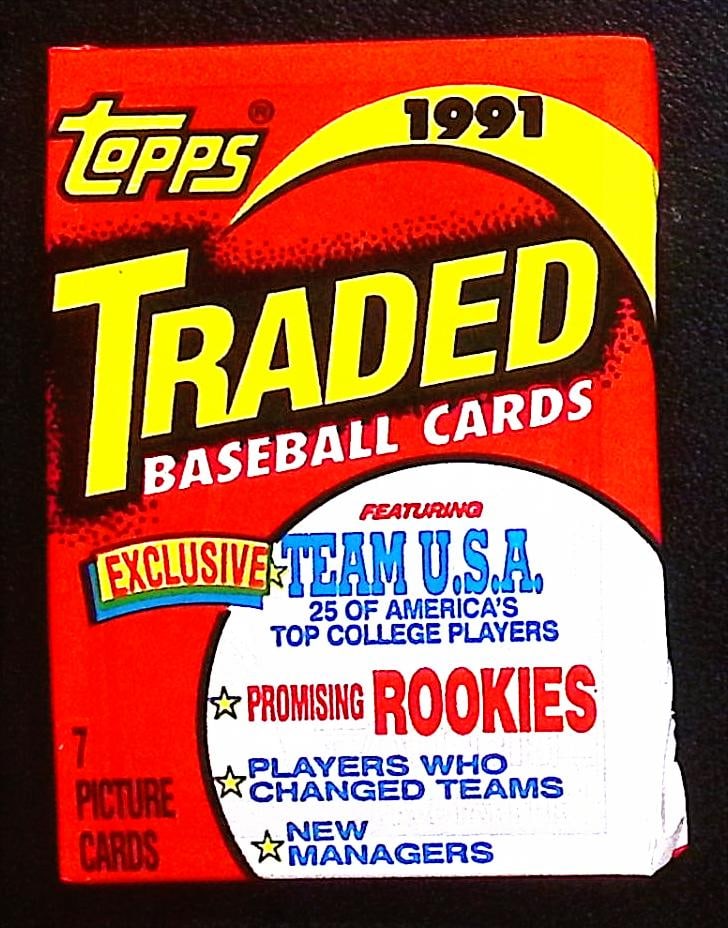 TOPPS®
1991
TRADED
BASEBALL CARDS
FEATURING
EXCLUSIVE
TEAM U.S.A.
25 OF AMERICA'S
TOP COLLEGE PLAYERS
PROMISING ROOKIES
PLAYERS WHO
CHANGED TEAMS
NEW
MANAGERS
7
PICTURE
CARDS